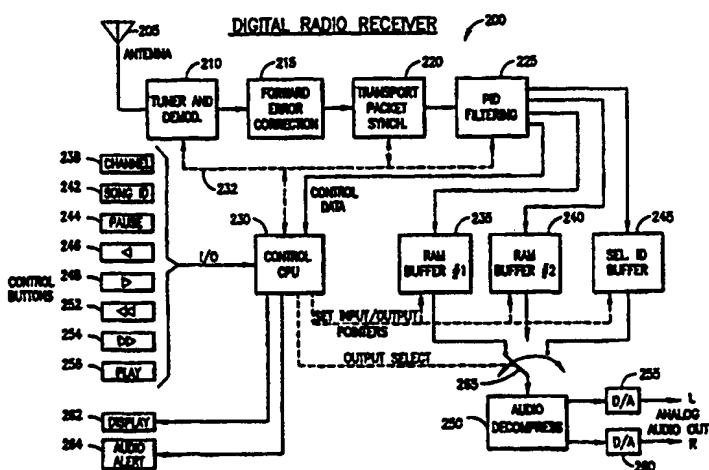 DIGITAL RADIO RECEIVER
200
205
ANTENNA
210
TUNER AND
DEMOD.
215
FORWARD
ERROR
CORRECTION
220
TRANSPORT
PACKET
SYNCH.
225
PID
FILTERING
232
CONTROL
DATA
238
CHANNEL
242
SONG ID
244
PAUSE
246
248
252
254
256
PLAY
CONTROL
BUTTONS
I/O
230
CONTROL
CPU
235
RAM
BUFFER #1
240
RAM
BUFFER #2
245
SEL. ID
BUFFER
SET INPUT/OUTPUT
POINTERS
OUTPUT SELECT
265
250
AUDIO
DECOMPRESS
255
D/A
L
ANALOG
AUDIO OUT
R
D/A
260
262
DISPLAY
264
AUDIO
ALERT